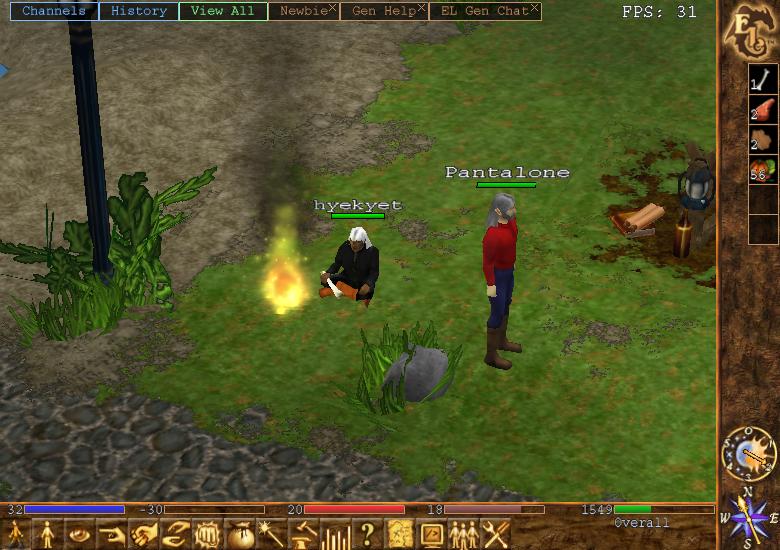 Channels History View All Newbie× Gen Help× EL Gen Chat×
FPS: 31
EL
1
2
2
56
Pantalone
hyekyet
N
W E
S
32 -30 20 18 1549
Overall
?